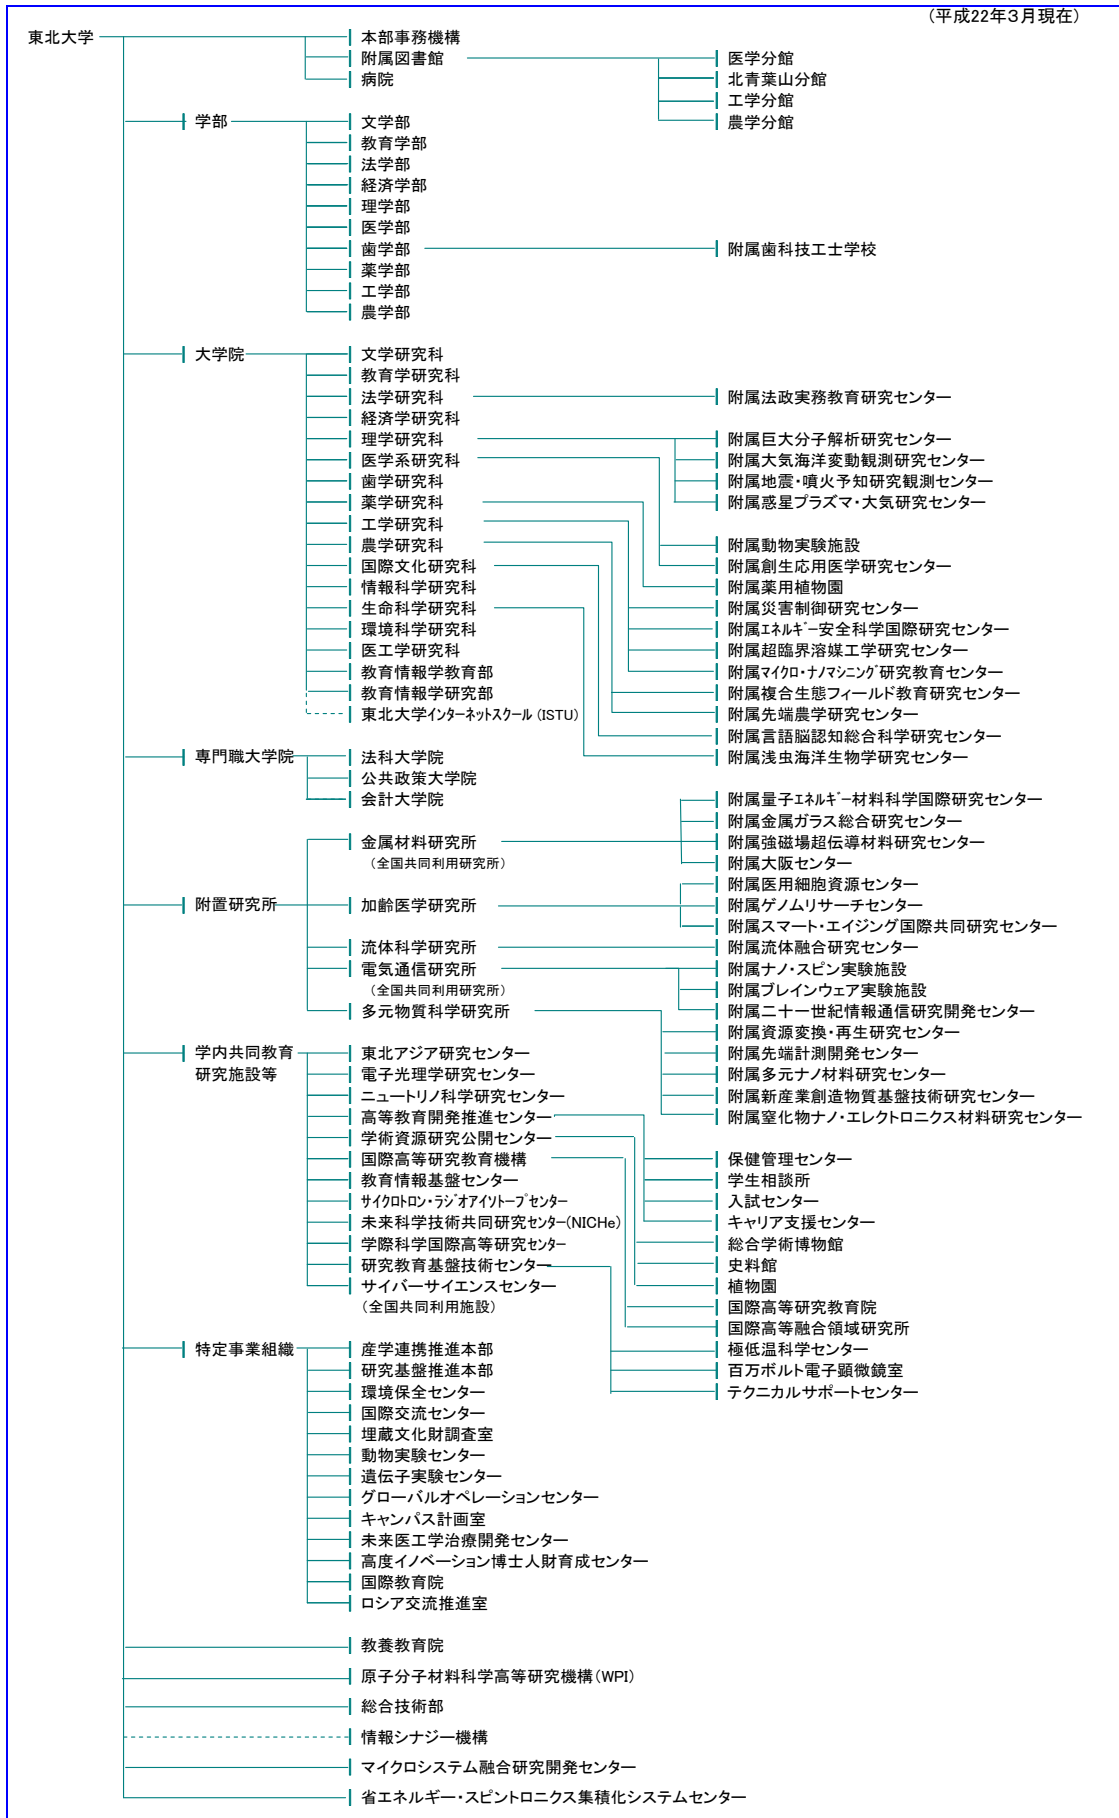 (平成22年3月現在)
東北大学
本部事務機構
附属図書館
医学分館
病院
北青葉山分館
工学分館
学部
文学部
農学分館
教育学部
法学部
経済学部
理学部
医学部
歯学部
附属歯科技工士学校
薬学部
工学部
農学部
大学院
文学研究科
教育学研究科
法学研究科
附属法政実務教育研究センター
経済学研究科
理学研究科
附属巨大分子解析研究センター
医学系研究科
附属大気海洋変動観測研究センター
歯学研究科
附属地震・噴火予知研究観測センター
薬学研究科
附属惑星プラズマ・大気研究センター
工学研究科
農学研究科
附属動物実験施設
国際文化研究科
附属創生応用医学研究センター
情報科学研究科
附属薬用植物園
生命科学研究科
附属災害制御研究センター
環境科学研究科
附属エネルギー安全科学国際研究センター
医工学研究科
附属超臨界溶媒工学研究センター
教育情報学教育部
附属マイクロ・ナノマシニング研究教育センター
教育情報学研究部
附属複合生態フィールド教育研究センター
東北大学インターネットスクール(ISTU)
附属先端農学研究センター
附属言語脳認知総合科学研究センター
専門職大学院
法科大学院
附属浅虫海洋生物学研究センター
公共政策大学院
会計大学院
附属量子エネルギー材料科学国際研究センター
附属金属ガラス総合研究センター
金属材料研究所
附属強磁場超伝導材料研究センター
(全国共同利用研究所)
附属大阪センター
附属医用細胞資源センター
附置研究所
加齢医学研究所
附属ゲノムリサーチセンター
附属スマート・エイジング国際共同研究センター
流体科学研究所
附属流体融合研究センター
電気通信研究所
附属ナノ・スピン実験施設
(全国共同利用研究所)
附属ブレインウェア実験施設
多元物質科学研究所
附属二十一世紀情報通信研究開発センター
附属資源変換・再生研究センター
学内共同教育
研究施設等
東北アジア研究センター
附属先端計測開発センター
電子光理学研究センター
附属多元ナノ材料研究センター
ニュートリノ科学研究センター
附属新産業創造物質基盤技術研究センター
高等教育開発推進センター
附属窒化物ナノ・エレクトロニクス材料研究センター
学術資源研究公開センター
国際高等研究教育機構
保健管理センター
教育情報基盤センター
学生相談所
サイクロトロン・ラジオアイソトープセンター
入試センター
未来科学技術共同研究センター(NICHe)
キャリア支援センター
学際科学国際高等研究センター
総合学術博物館
研究教育基盤技術センター
史料館
サイバーサイエンスセンター
植物園
(全国共同利用施設)
国際高等研究教育院
国際高等融合領域研究所
特定事業組織
産学連携推進本部
極低温科学センター
研究基盤推進本部
百万ボルト電子顕微鏡室
環境保全センター
テクニカルサポートセンター
国際交流センター
埋蔵文化財調査室
動物実験センター
遺伝子実験センター
グローバルオペレーションセンター
キャンパス計画室
未来医工学治療開発センター
高度イノベーション博士人財育成センター
国際教育院
ロシア交流推進室
教養教育院
原子分子材料科学高等研究機構(WPI)
総合技術部
情報シナジー機構
マイクロシステム融合研究開発センター
省エネルギー・スピントロニクス集積化システムセンター